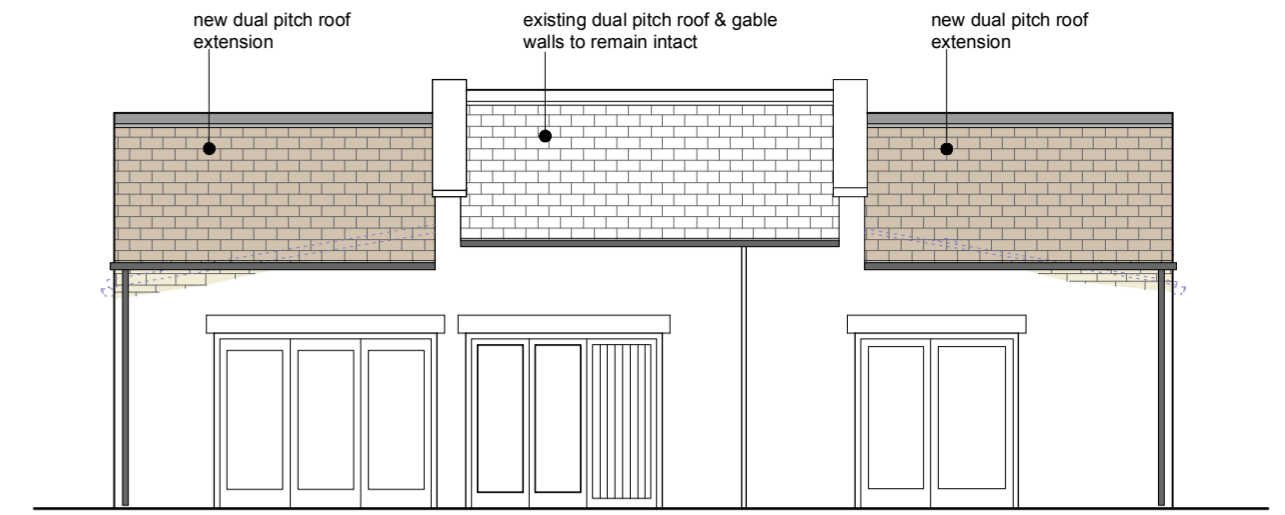 new dual pitch roof
extension
existing dual pitch roof & gable
walls to remain intact
new dual pitch roof
extension